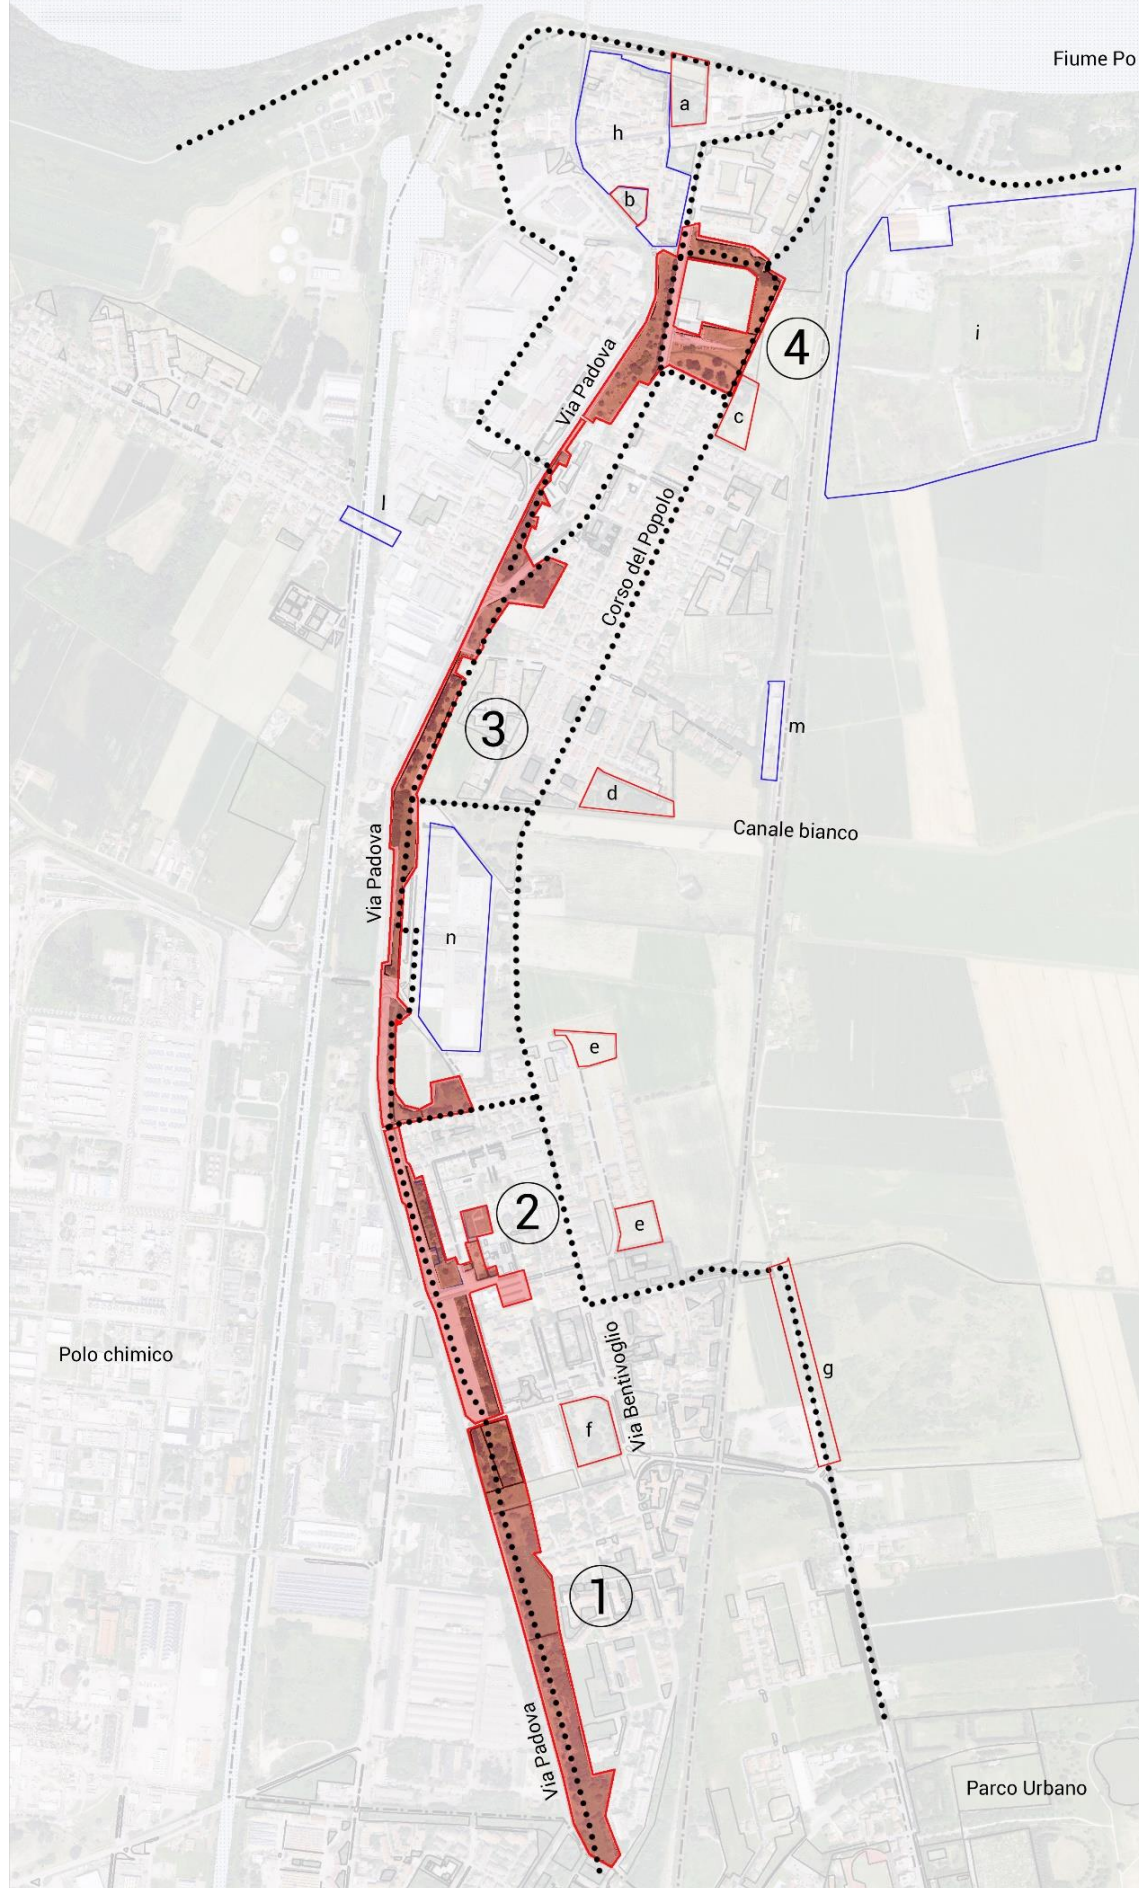 Fiume Po
a
h
b
i
4
Via Padova
c
l
Corso del Popolo
3
m
d
Canale bianco
Via Padova
n
e
2
e
Polo chimico
g
Via Bentivoglio
f
1
Via Padova
Parco Urbano